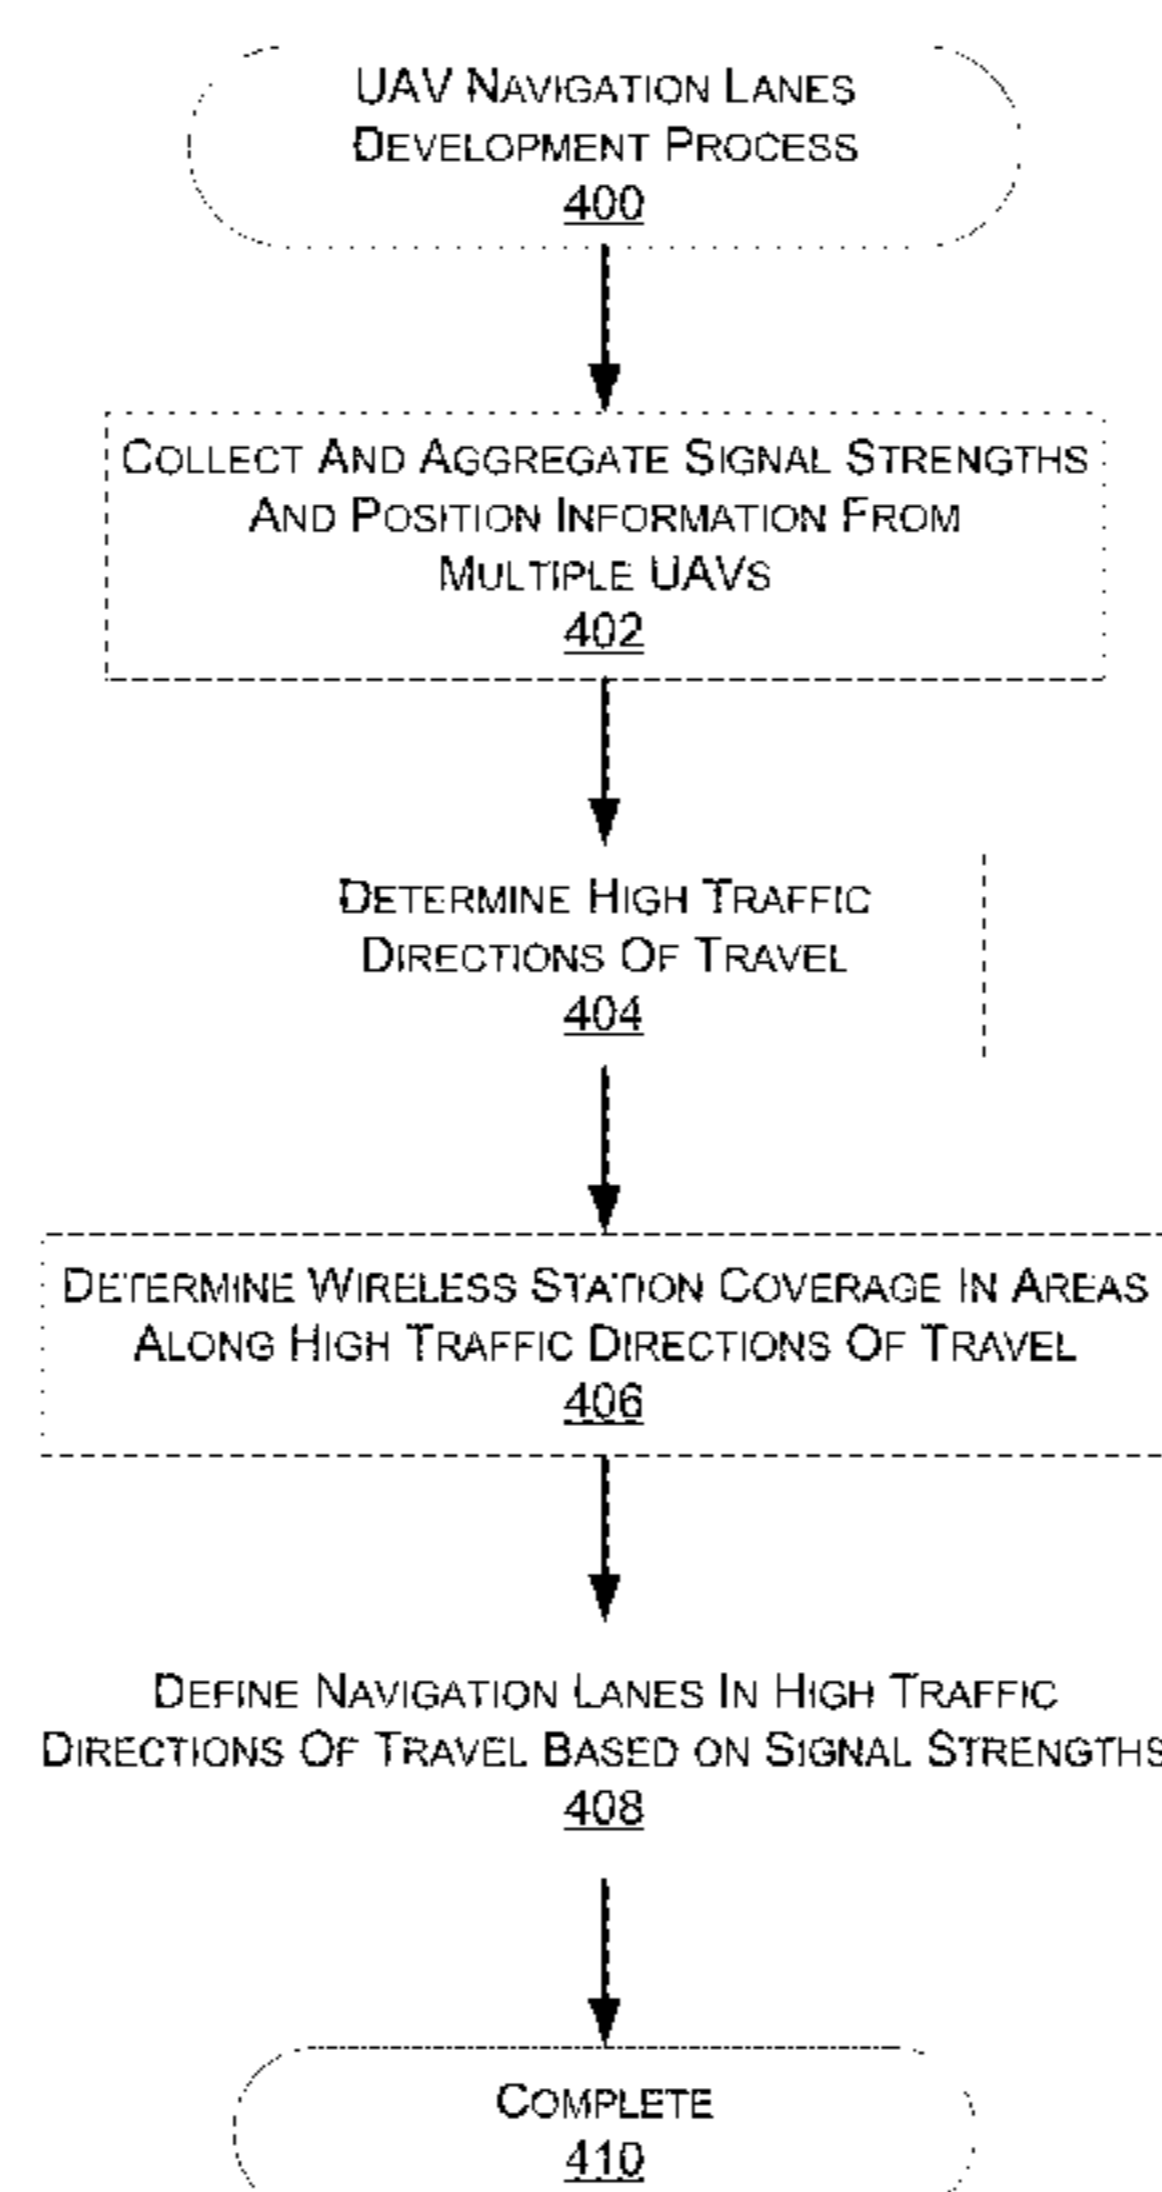 UAV NAVIGATION LANES
DEVELOPMENT PROCESS
400
COLLECT AND AGGREGATE SIGNAL STRENGTHS
AND POSITION INFORMATION FROM
MULTIPLE UAVS
402
DETERMINE HIGH TRAFFIC
DIRECTIONS OF TRAVEL
404
DETERMINE WIRELESS STATION COVERAGE IN AREAS
ALONG HIGH TRAFFIC DIRECTIONS OF TRAVEL
406
DEFINE NAVIGATION LANES IN HIGH TRAFFIC
DIRECTIONS OF TRAVEL BASED ON SIGNAL STRENGTHS
408
COMPLETE
410